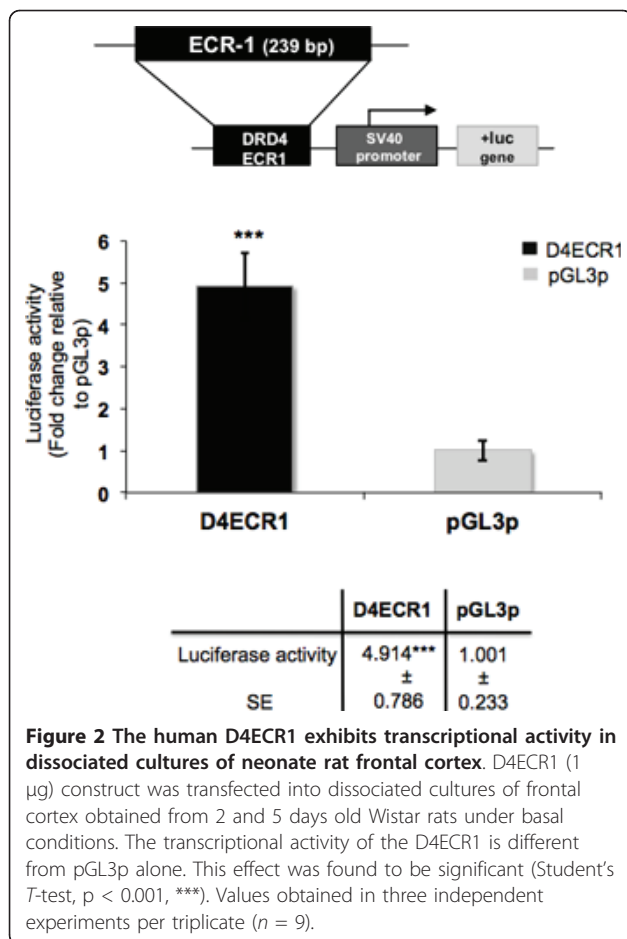 ECR-1 (239 bp)
DRD4
ECR1
SV40
promoter
+luc
gene
***
D4ECR1
pGL3p
Luciferase activity
(Fold change relative
to pGL3p)
6
5
4
3
2
1
0
D4ECR1
pGL3p
D4ECR1 pGL3p
Luciferase activity 4.914*** 1.001
± ±
SE 0.786 0.233
Figure 2 The human D4ECR1 exhibits transcriptional activity in
dissociated cultures of neonate rat frontal cortex. D4ECR1 (1
μg) construct was transfected into dissociated cultures of frontal
cortex obtained from 2 and 5 days old Wistar rats under basal
conditions. The transcriptional activity of the D4ECR1 is different
from pGL3p alone. This effect was found to be significant (Student's
T-test, p < 0.001, ***). Values obtained in three independent
experiments per triplicate (n = 9).